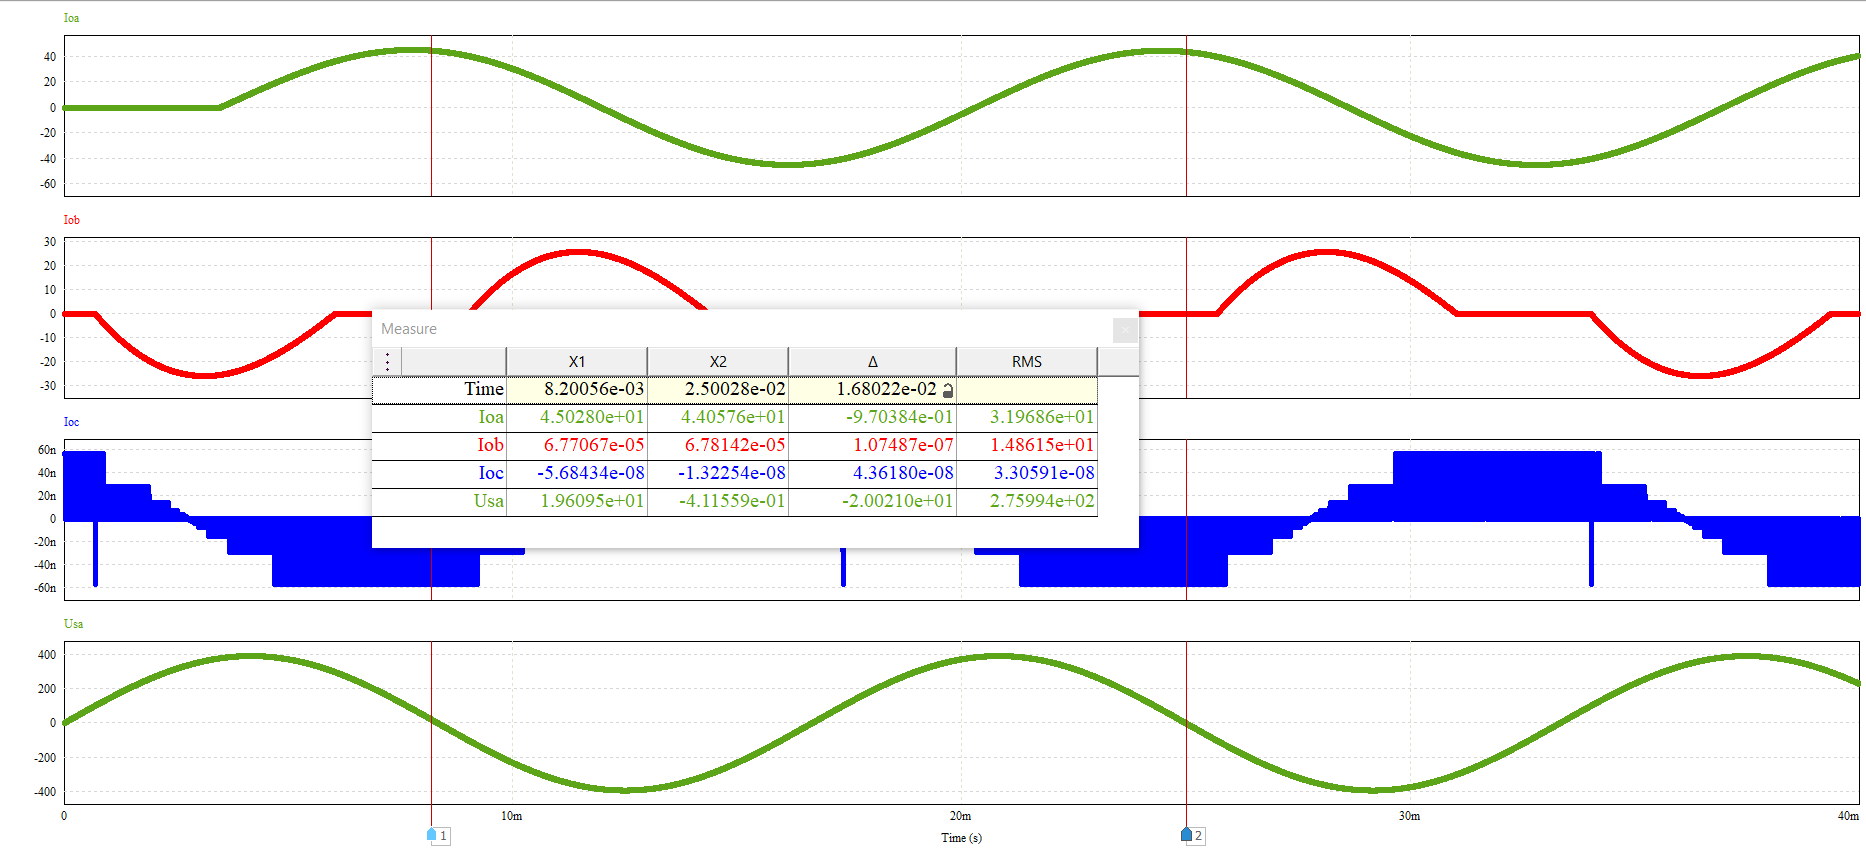 Ioa
40
20
0
-20
-40
-60
Iob
30
20
10
0
-10
-20
-30
Measure
X1 X2 Δ RMS
Time 8.20056e-03 2.50028e-02 1.68022e-02
Ioa 4.50280e+01 4.40576e+01 -9.70384e-01 3.19686e+01
Iob 6.77067e-05 6.78142e-05 1.07487e-07 1.48615e+01
Ioc -5.68434e-08 -1.32254e-08 4.36180e-08 3.30591e-08
Usa 1.96095e+01 -4.11559e-01 -2.00210e+01 2.75994e+02
Ioc
60n
40n
20n
0
-20n
-40n
-60n
Usa
400
200
0
-200
-400
0 10m 20m 30m 40m
1 2
Time (s)